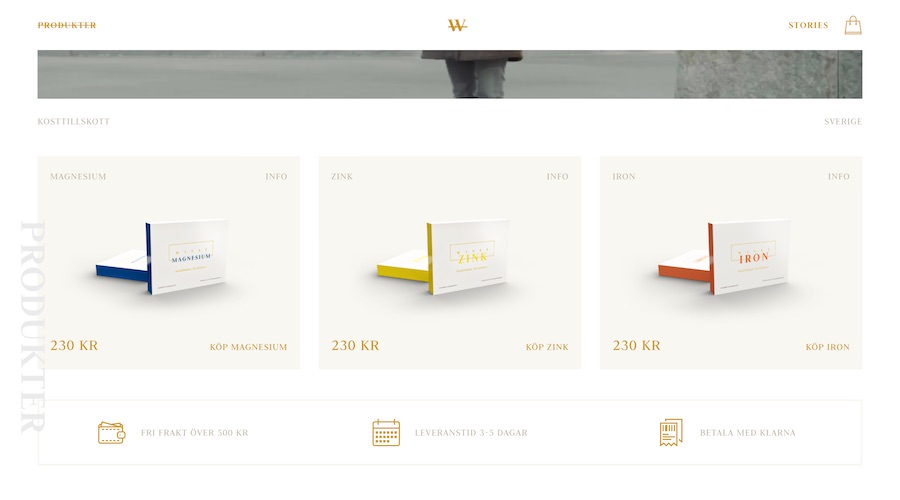 PRODUKTER
W
STORIES
KOSTTILLSKOTT
SVERIGE
MAGNESIUM
INFO
MAGNESIUM
230 KR
KÖP MAGNESIUM
ZINK
INFO
ZINK
230 KR
KÖP ZINK
IRON
INFO
IRON
230 KR
KÖP IRON
PRODUKTER
FRI FRAKT ÖVER 500 KR
LEVERANSTID 3-5 DAGAR
BETALA MED KLARNA